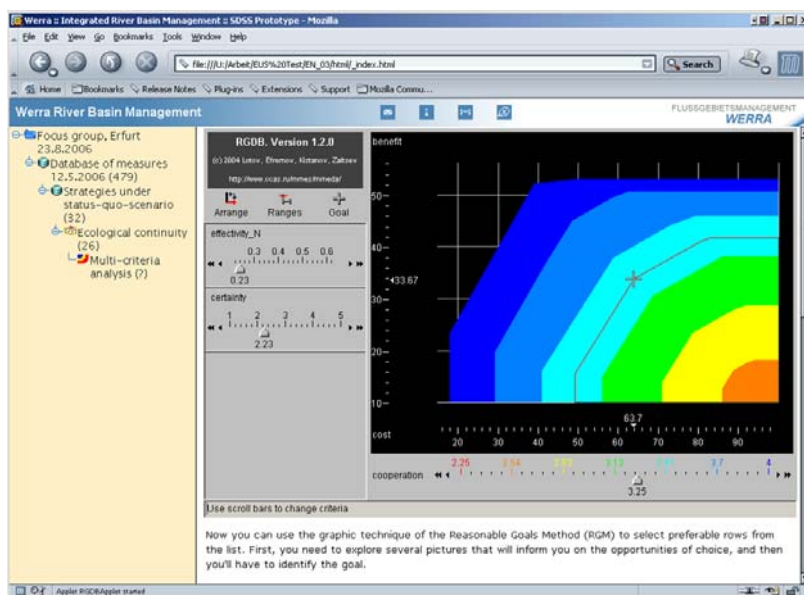 Werra :: Integrated River Basin Management :: SDSS Prototype - Mozilla
File Edit View Go Bookmarks Tools Window Help
file:///U:/Arbeit/EUS%20Test/EN_03/html/_index.html
Search
Home Bookmarks Release Notes Plug-ins Extensions Support Mozilla Commu...
Werra River Basin Management
FLUSSGEBIETSMANAGEMENT
WERRA
Focus group, Erfurt
23.8.2006
Database of measures
12.5.2006 (479)
Strategies under
status-quo-scenario
(32)
Ecological continuity
(26)
Multi-criteria
analysis (?)
RGDB. Version 1.2.0
(c) 2004 Lotov, Efremov, Kistanov, Zaitsev
Arrange Ranges Goal
effectivity_N
0.3 0.4 0.5 0.6
0.23
certainty
1 2 3 4 5
2.23
benefit
50
40
33.67
30
20
10
63.7
cost
20 30 40 50 60 70 80 90
cooperation
2.25 3.7 4
3.25
Use scroll bars to change criteria
Now you can use the graphic technique of the Reasonable Goals Method (RGM) to select preferable rows from
the list. First, you need to explore several pictures that will inform you on the opportunities of choice, and then
you'll have to identify the goal.
Applet RGDBApplet started